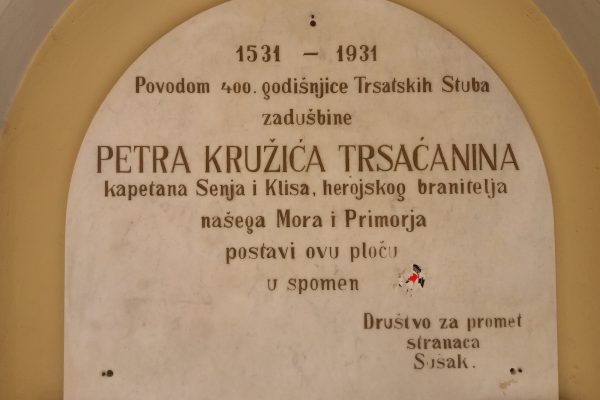 1531 – 1931
Povodom 400. godišnjice Trsatskih Stuba
zadušbine
PETRA KRUŽIĆA TRSAĆANINA
kapetana Senja i Klisa, herojskog branitelja
našega Mora i Primorja
postavi ovu ploču
u spomen
Društvo za promet
stranaca
Sušak.